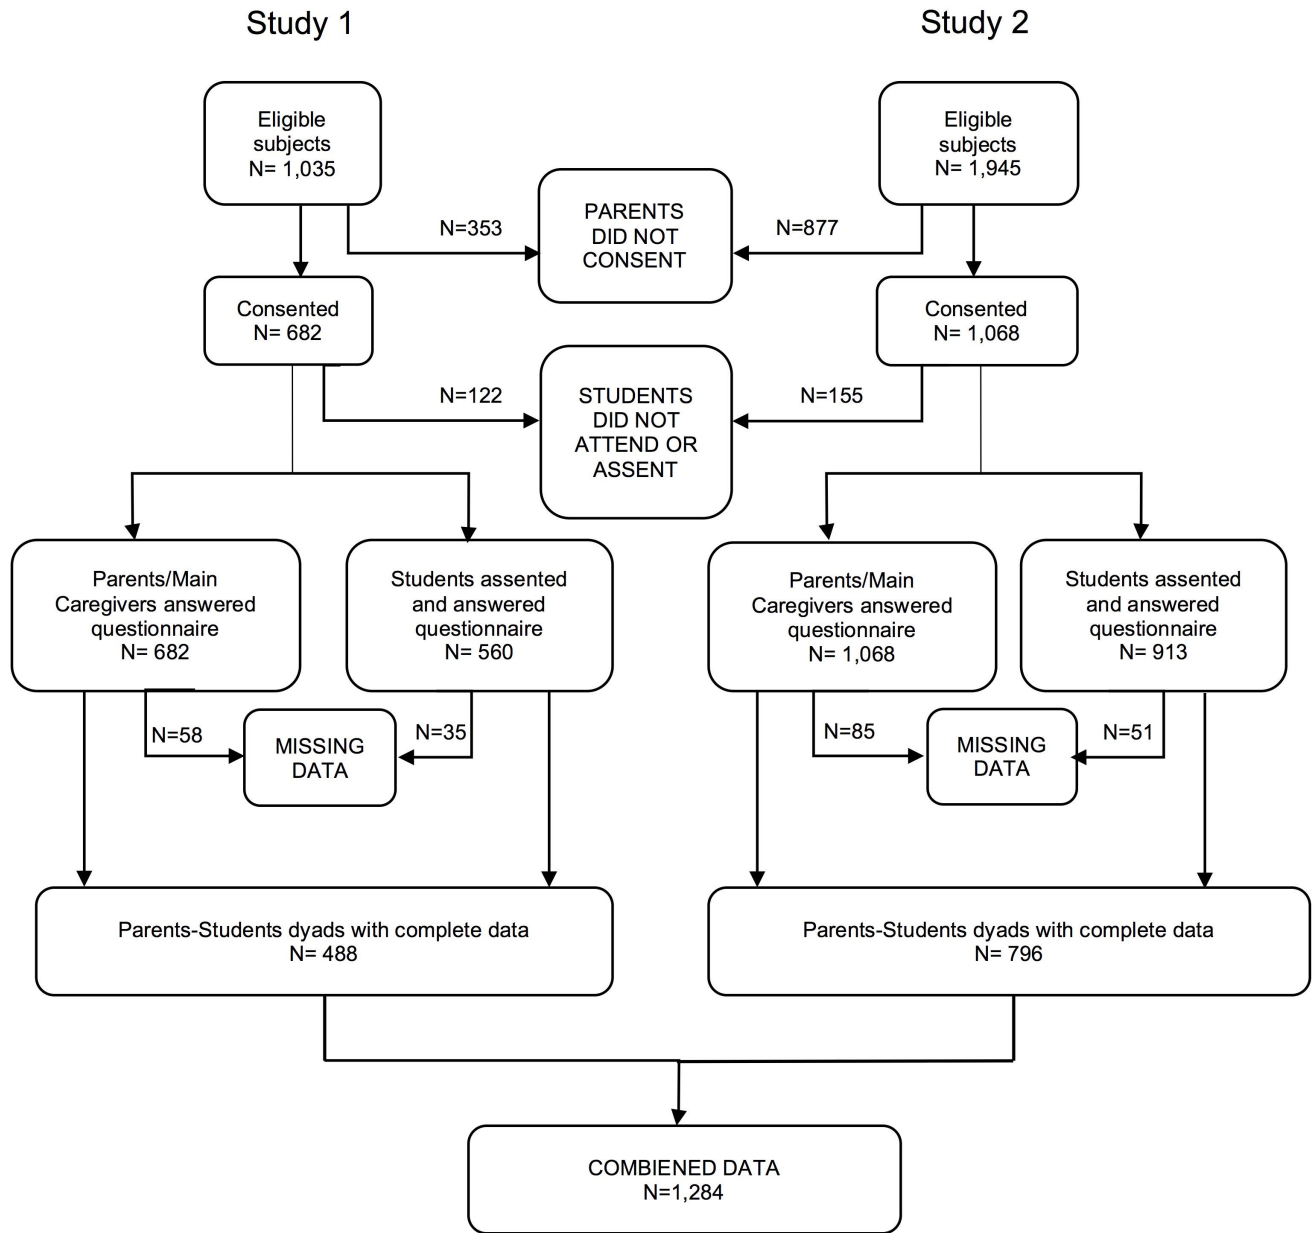 Study 1
Study 2
Eligible
subjects
N= 1,035
Eligible
subjects
N= 1,945
N=353
PARENTS
DID NOT
CONSENT
N=877
Consented
N= 682
Consented
N= 1,068
N=122
STUDENTS
DID NOT
ATTEND OR
ASSENT
N=155
Parents/Main
Caregivers answered
questionnaire
N= 682
Students assented
and answered
questionnaire
N= 560
Parents/Main
Caregivers answered
questionnaire
N= 1,068
Students assented
and answered
questionnaire
N= 913
N=58
MISSING
DATA
N=35
N=85
MISSING
DATA
N=51
Parents-Students dyads with complete data
N= 488
Parents-Students dyads with complete data
N= 796
COMBIENED DATA
N=1,284